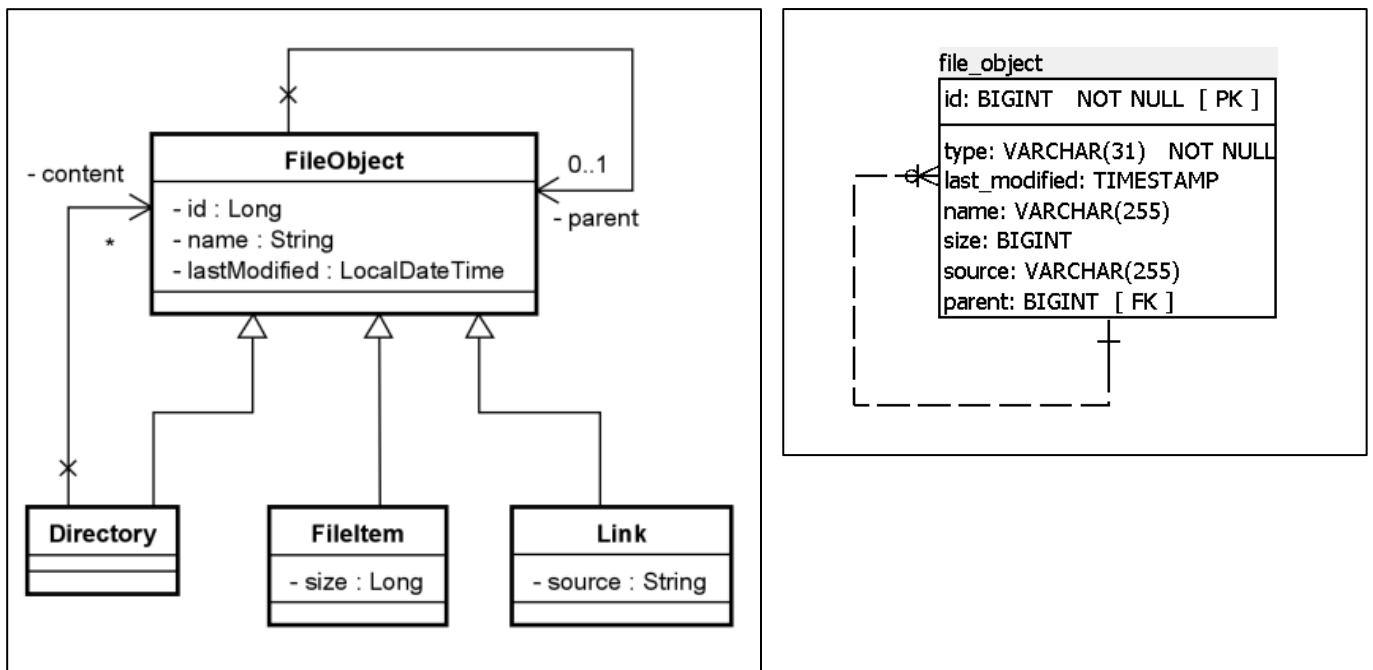 FileObject
- id : Long
- name : String
- lastModified : LocalDateTime
- content
*
0..1
- parent
Directory
FileItem
- size : Long
Link
- source : String
file_object
id: BIGINT NOT NULL [ PK ]
type: VARCHAR(31) NOT NULL
last_modified: TIMESTAMP
name: VARCHAR(255)
size: BIGINT
source: VARCHAR(255)
parent: BIGINT [ FK ]